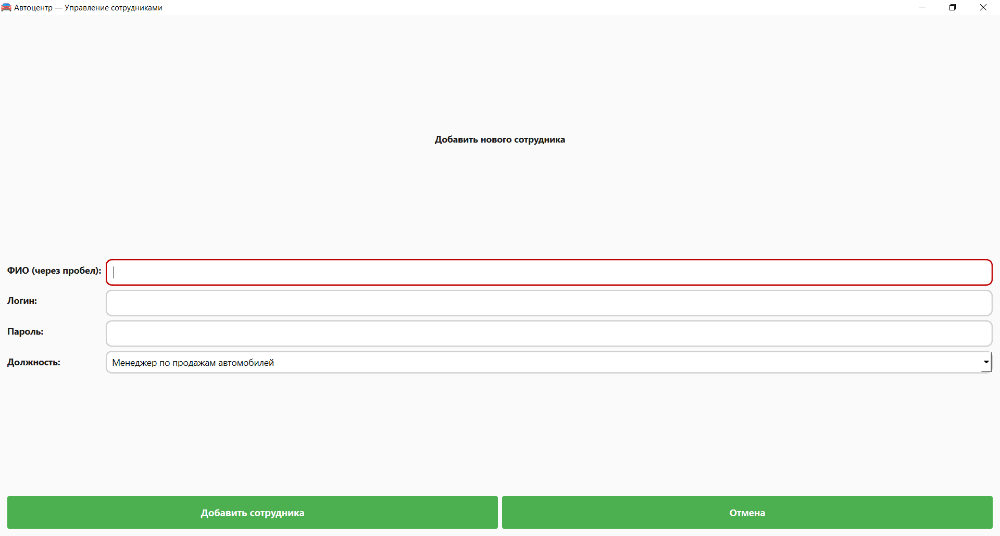 Автоцентр — Управление сотрудниками
Добавить нового сотрудника
ФИО (через пробел):
Логин:
Пароль:
Должность: Менеджер по продажам автомобилей
Добавить сотрудника Отмена